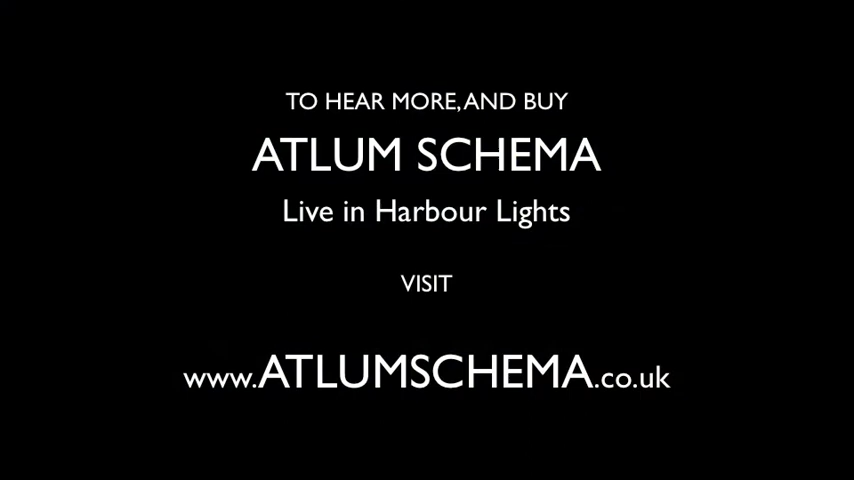 TO HEAR MORE, AND BUY
ATLUM SCHEMA
Live in Harbour Lights
VISIT
www.ATLUMSCHEMA.co.uk